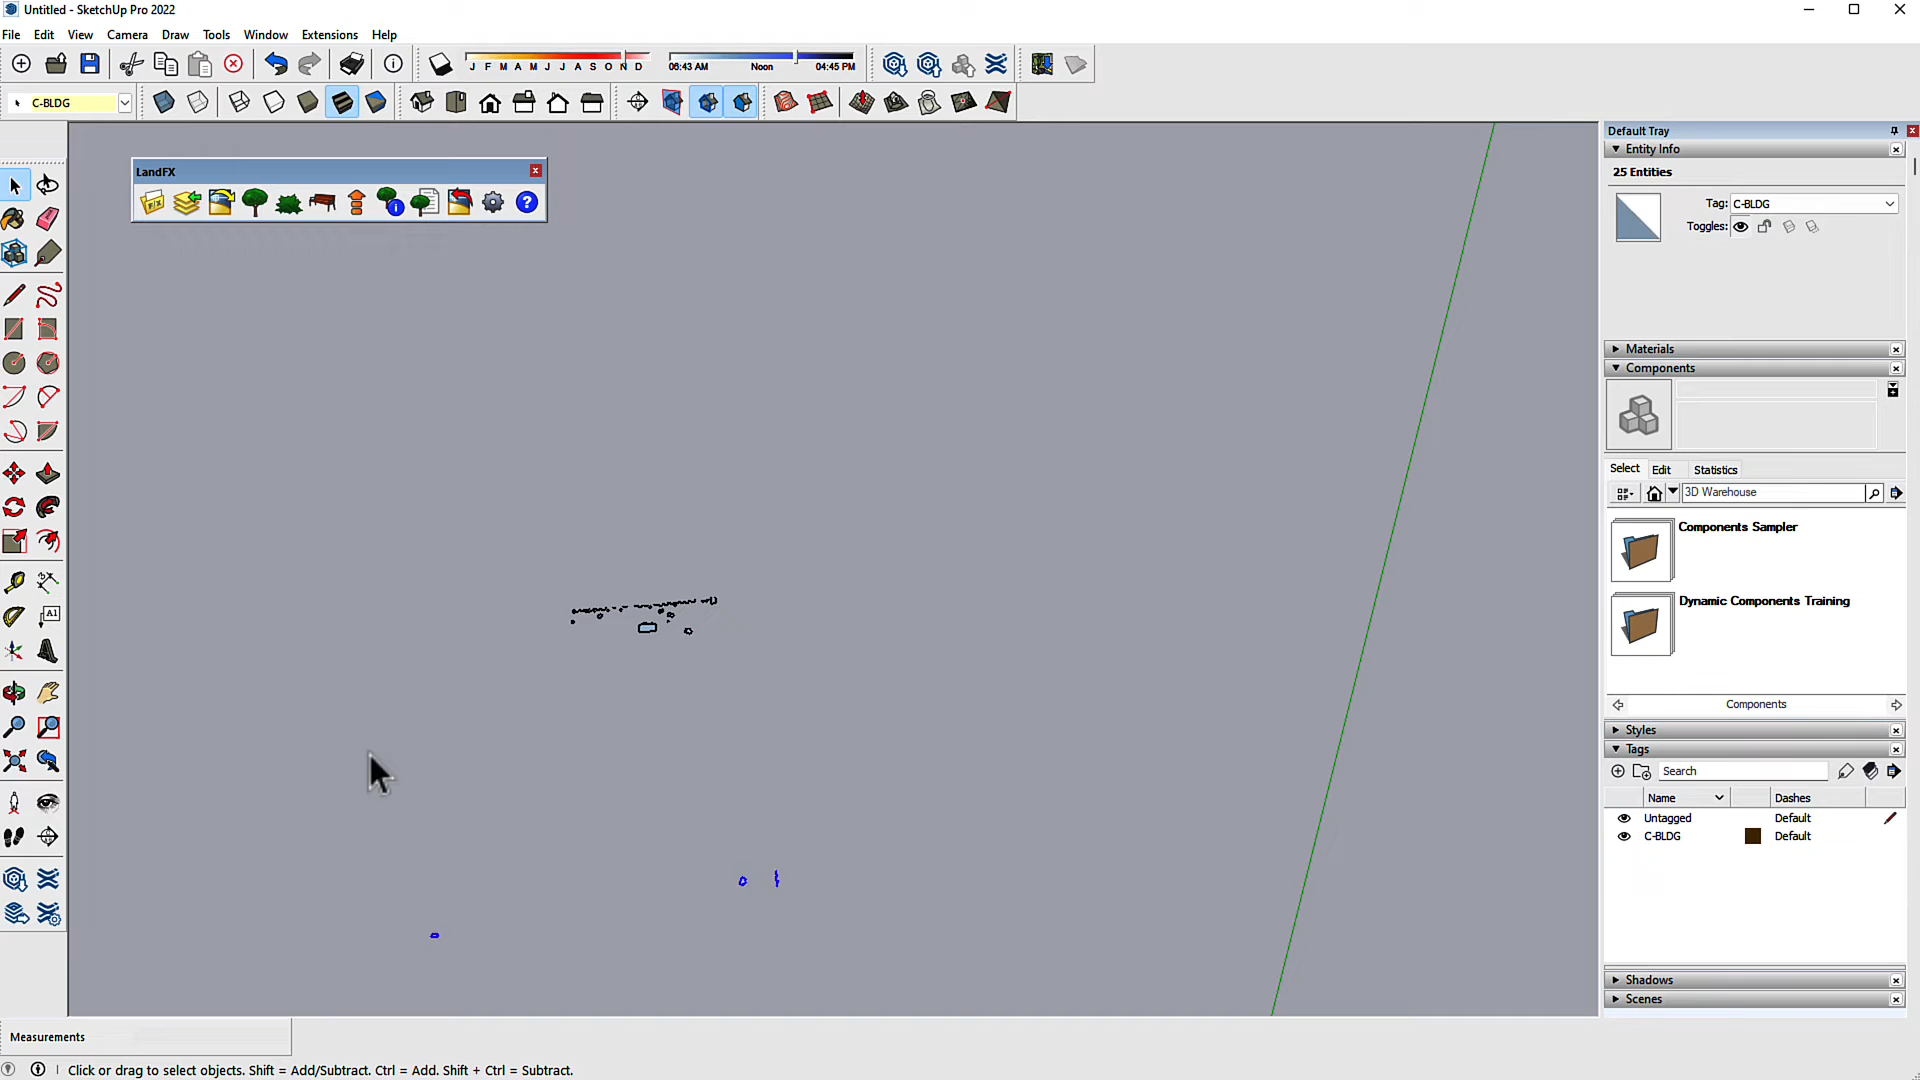 Untitled - SketchUp Pro 2022
File Edit View Camera Draw Tools Window Extensions Help
J F M A M J J A S O N D
06:43 AM Noon 04:45 PM
C-BLDG
Default Tray
Entity Info
25 Entities
Tag: C-BLDG
Toggles:
LandFX
F/X
A1
Materials
Components
Select Edit Statistics
3D Warehouse
Components Sampler
Dynamic Components Training
Components
Styles
Tags
Search
Name Dashes
Untagged Default
C-BLDG Default
Shadows
Scenes
Measurements
Click or drag to select objects. Shift = Add/Subtract. Ctrl = Add. Shift + Ctrl = Subtract.